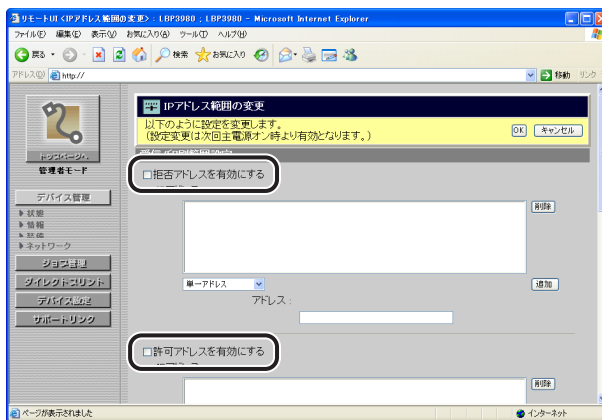 リモートUI <IPアドレス範囲の変更> : LBP3980 ; LBP3980 - Microsoft Internet Explorer
ファイル(F) 編集(E) 表示(V) お気に入り(A) ツール(T) ヘルプ(H)
戻る 検索 お気に入り
アドレス(D) http:// 移動 リンク
IPアドレス範囲の変更
以下のように設定を変更します。
(設定変更は次回主電源オン時より有効となります。)
OK キャンセル
トップページへ
管理者モード
デバイス管理
状態
情報
ネットワーク
ジョブ管理
ダイレクトプリント
デバイス設定
サポートリンク
拒否アドレスを有効にする
削除
単一アドレス
追加
アドレス:
許可アドレスを有効にする
削除
ページが表示されました
インターネット